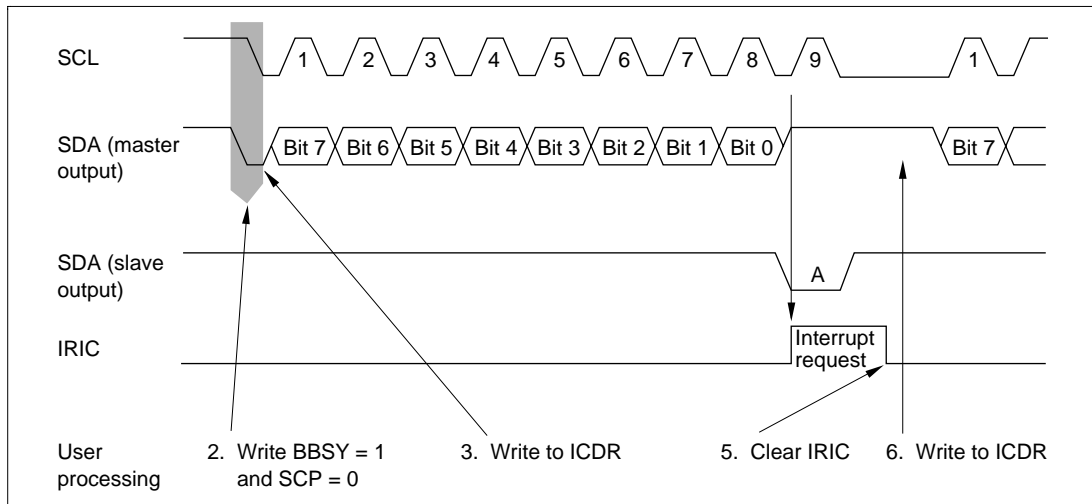 SCL
1 2 3 4 5 6 7 8 9 1
SDA (master
output)
Bit 7 Bit 6 Bit 5 Bit 4 Bit 3 Bit 2 Bit 1 Bit 0 Bit 7
SDA (slave
output)
A
IRIC
Interrupt
request
User
processing
2. Write BBSY = 1
and SCP = 0
3. Write to ICDR
5. Clear IRIC
6. Write to ICDR